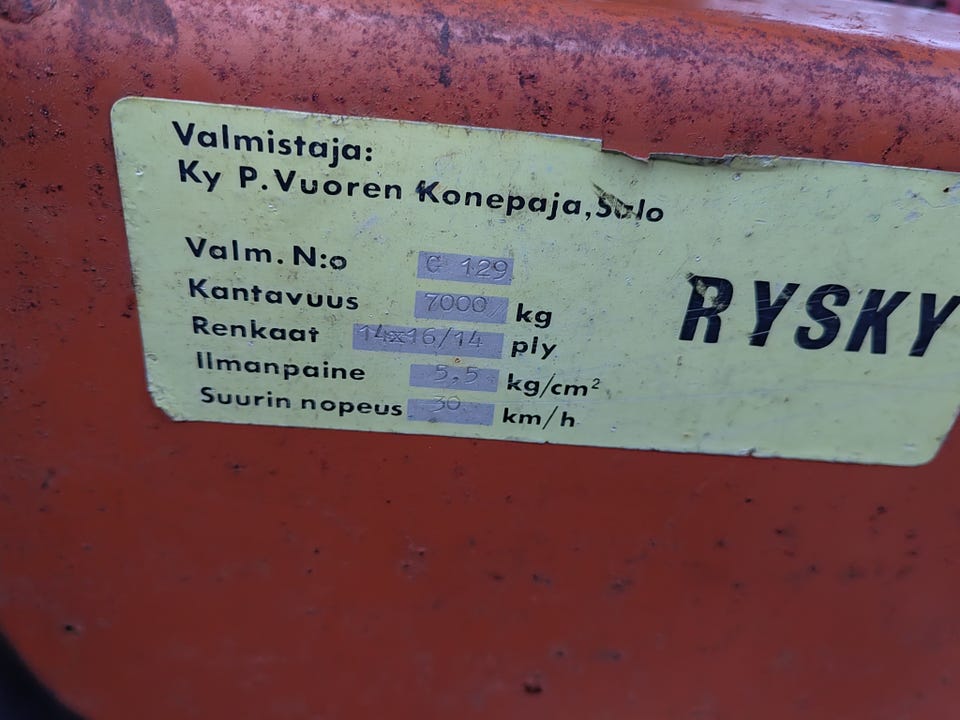 Valmistaja:
Ky P.Vuoren Konepaja,Salo
Valm. N:o G 129
Kantavuus 7000 kg
Renkaat 14x16/14 ply
Ilmanpaine 5,5 kg/cm²
Suurin nopeus 30 km/h
RYSKY